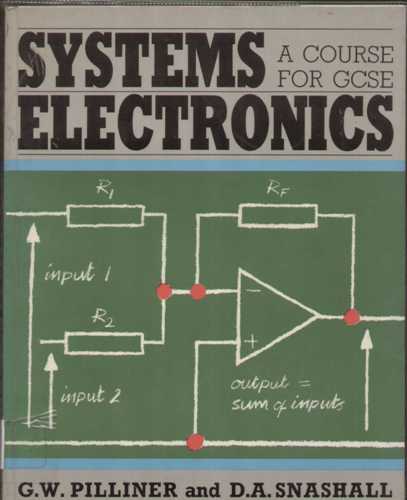 SYSTEMS
A COURSE
FOR GCSE
ELECTRONICS
R1
RF
input 1
−
R2
+
input 2
output =
sum of inputs
G.W. PILLINER and D.A. SNASHALL